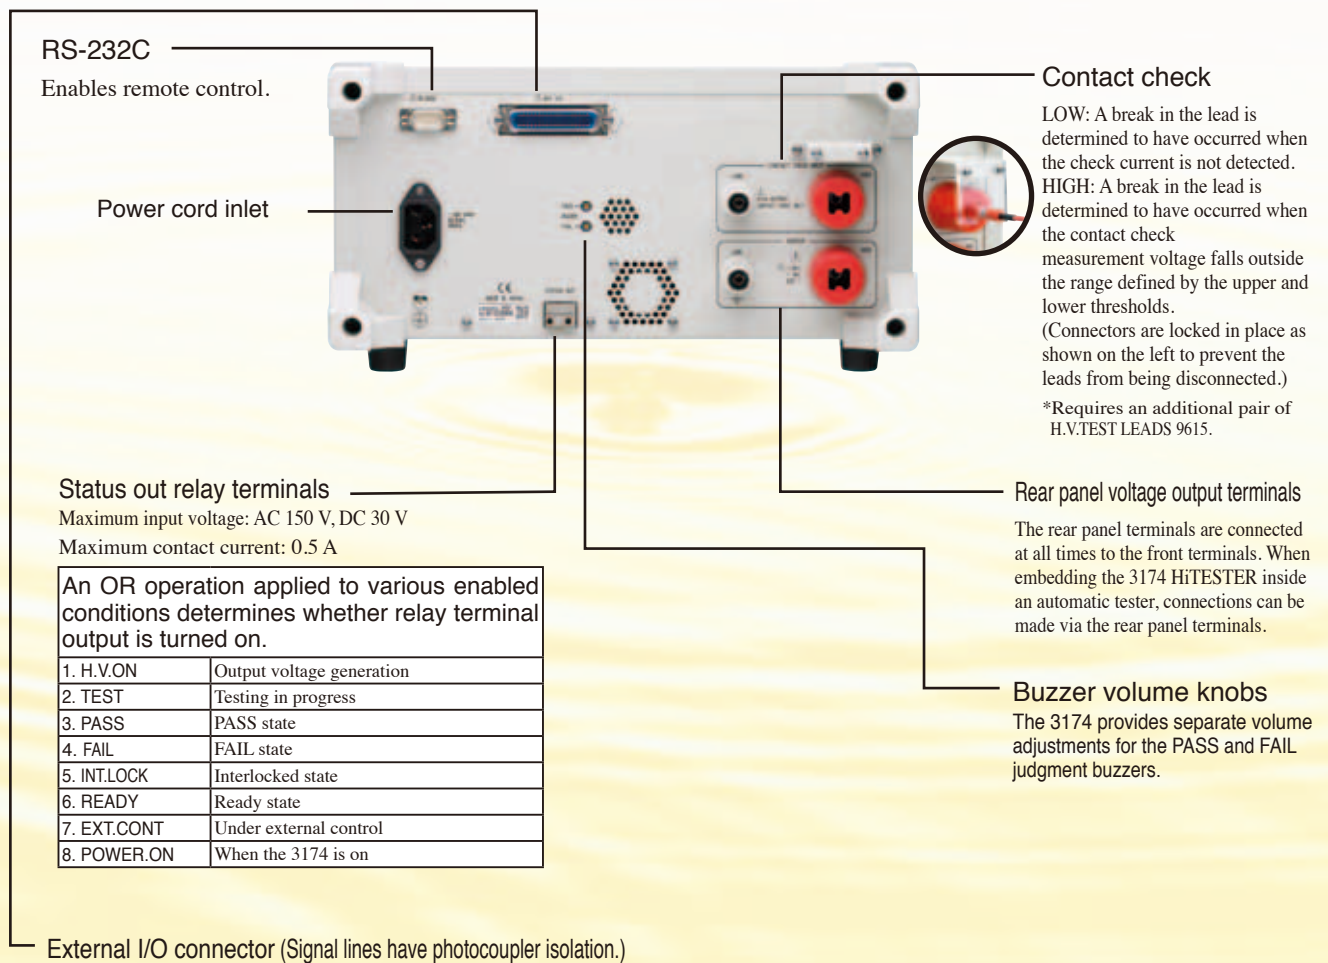 RS-232C
Enables remote control.
Power cord inlet
Contact check
LOW: A break in the lead is
determined to have occurred when
the check current is not detected.
HIGH: A break in the lead is
determined to have occurred when
the contact check
measurement voltage falls outside
the range defined by the upper and
lower thresholds.
(Connectors are locked in place as
shown on the left to prevent the
leads from being disconnected.)
*Requires an additional pair of
H.V.TEST LEADS 9615.
Status out relay terminals
Maximum input voltage: AC 150 V, DC 30 V
Maximum contact current: 0.5 A
An OR operation applied to various enabled
conditions determines whether relay terminal
output is turned on.
1. H.V.ON Output voltage generation
2. TEST Testing in progress
3. PASS PASS state
4. FAIL FAIL state
5. INT.LOCK Interlocked state
6. READY Ready state
7. EXT.CONT Under external control
8. POWER.ON When the 3174 is on
Rear panel voltage output terminals
The rear panel terminals are connected
at all times to the front terminals. When
embedding the 3174 HiTESTER inside
an automatic tester, connections can be
made via the rear panel terminals.
Buzzer volume knobs
The 3174 provides separate volume
adjustments for the PASS and FAIL
judgment buzzers.
External I/O connector (Signal lines have photocoupler isolation.)